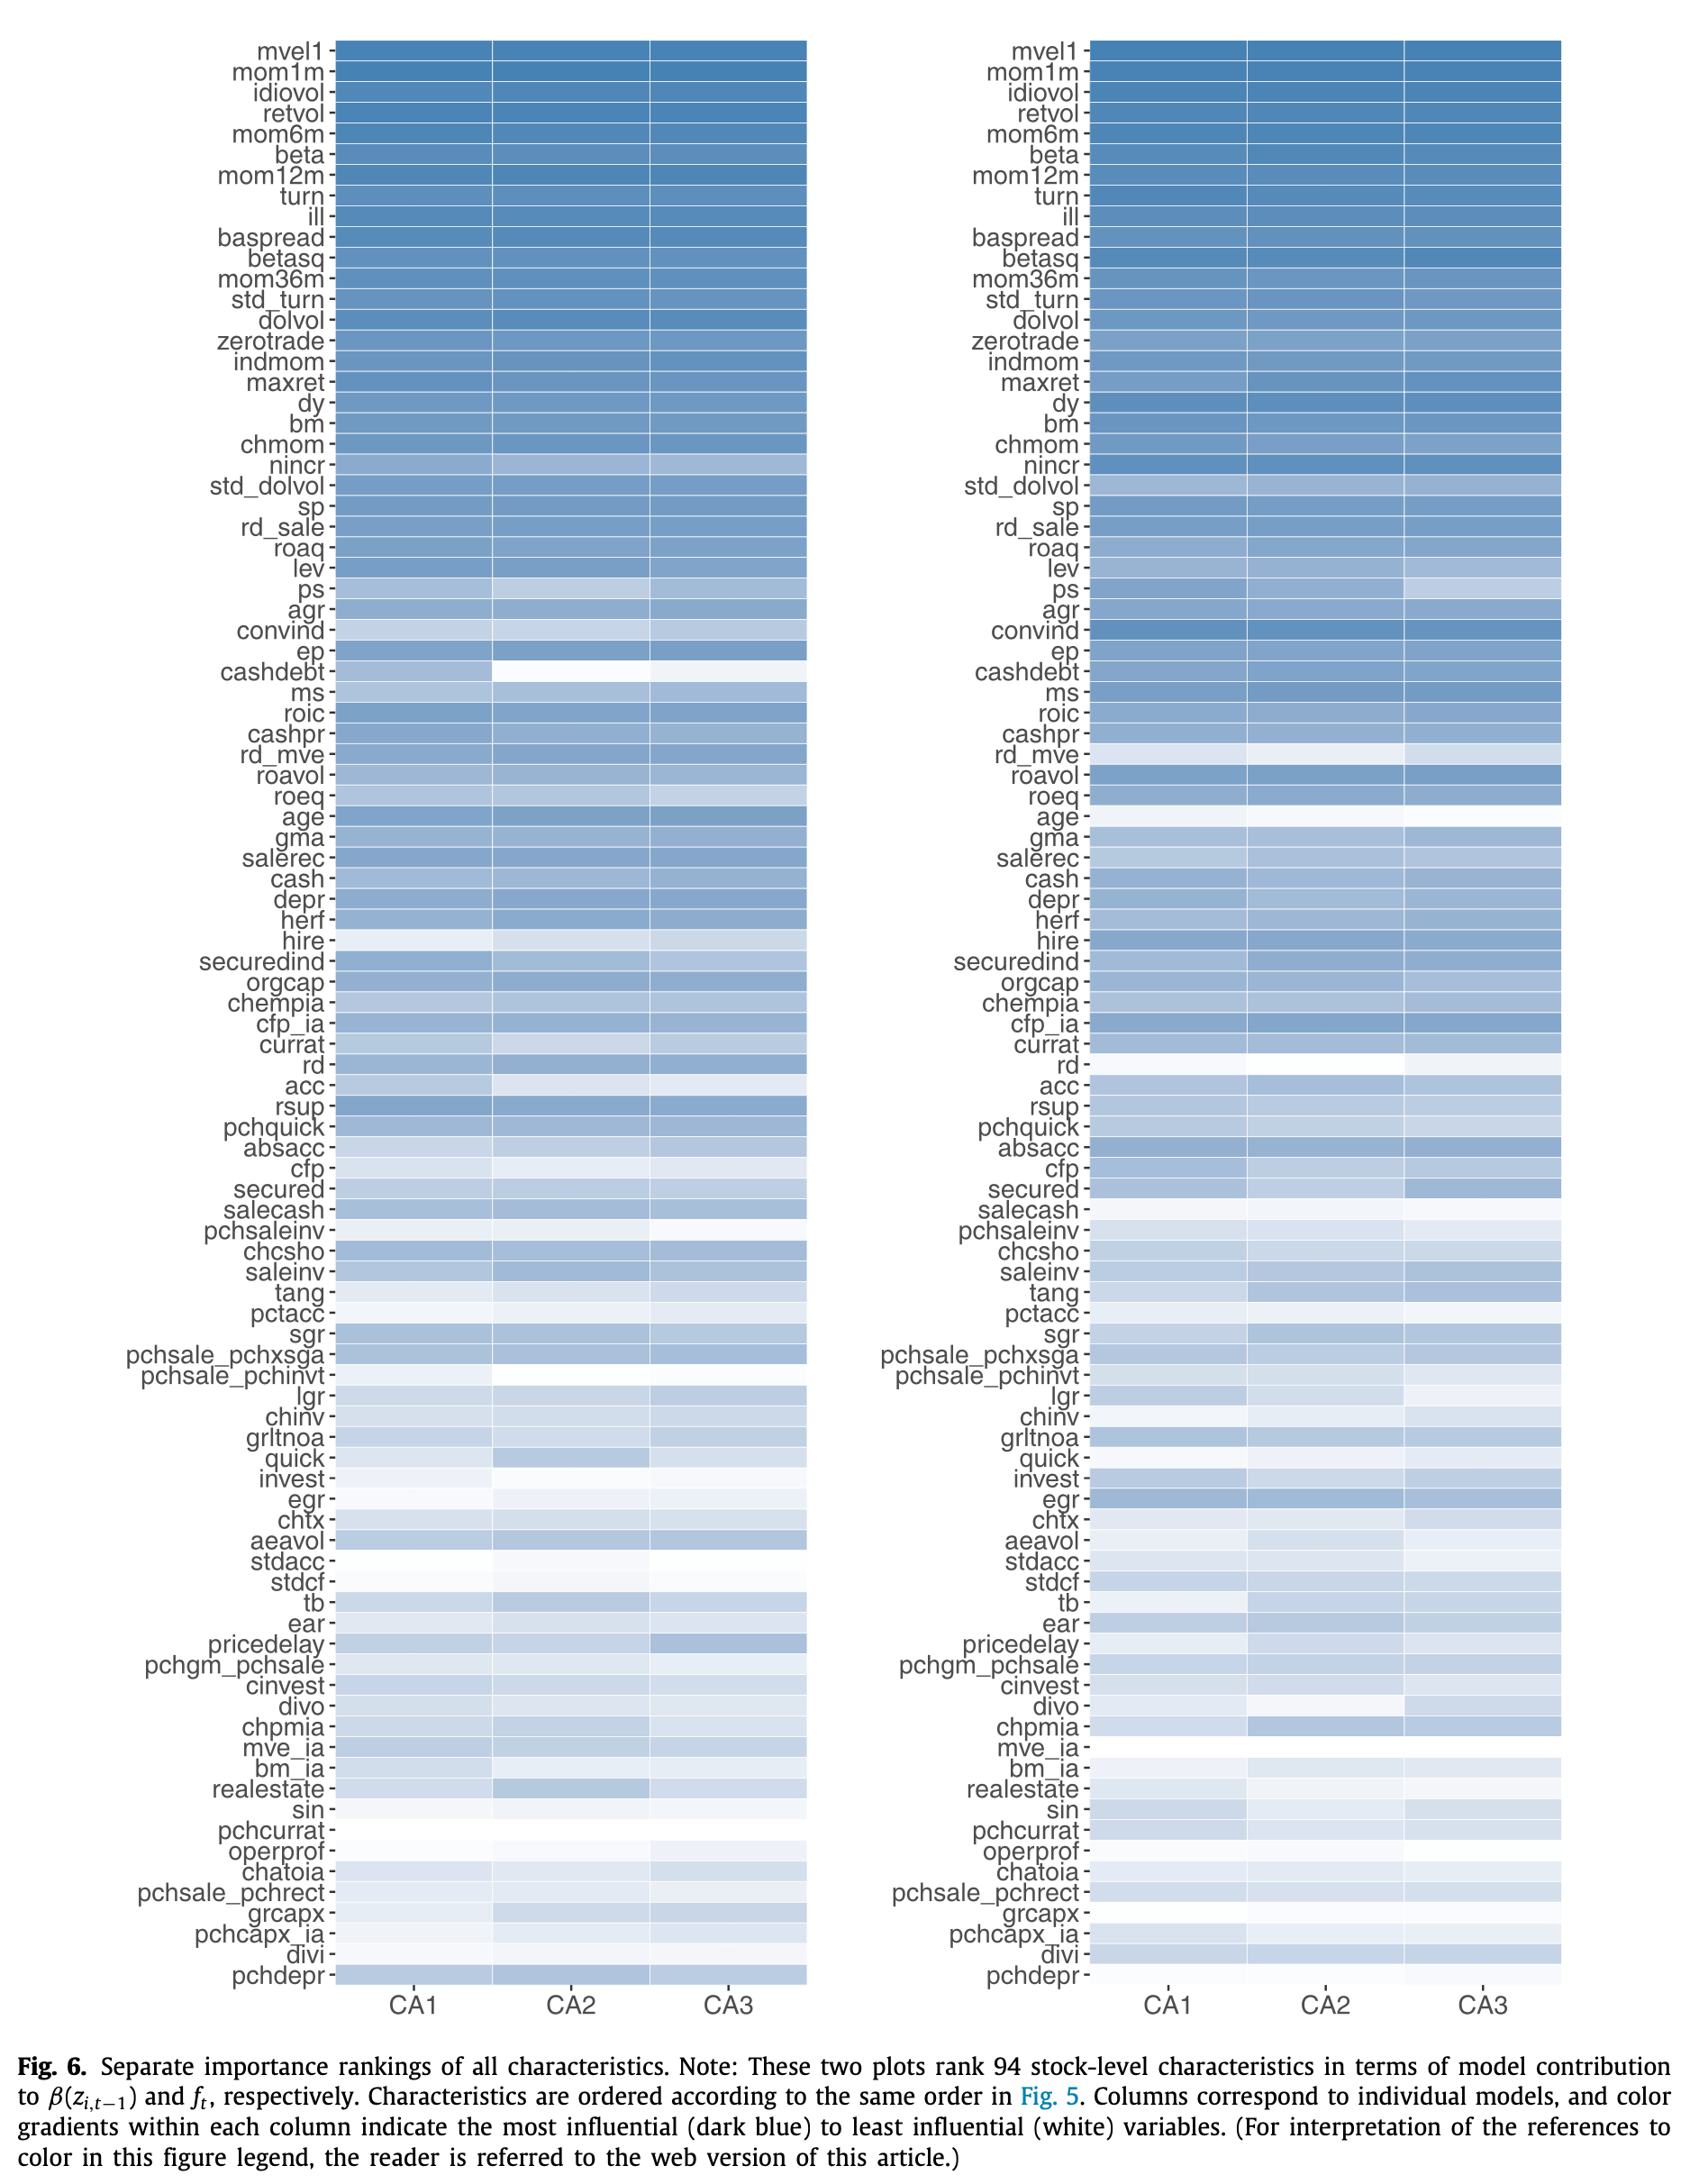 mvel1
mom1m
idiovol
retvol
mom6m
beta
mom12m
turn
ill
baspread
betasq
mom36m
std_turn
dolvol
zerotrade
indmom
maxret
dy
bm
chmom
nincr
std_dolvol
sp
rd_sale
roaq
lev
ps
agr
convind
ep
cashdebt
ms
roic
cashpr
rd_mve
roavol
roeq
age
gma
salerec
cash
depr
herf
hire
securedind
orgcap
chempia
cfp_ia
currat
rd
acc
rsup
pchquick
absacc
cfp
secured
salecash
pchsaleinv
chcsho
saleinv
tang
pctacc
sgr
pchsale_pchxsga
pchsale_pchinvt
lgr
chinv
grltnoa
quick
invest
egr
chtx
aeavol
stdacc
stdcf
tb
ear
pricedelay
pchgm_pchsale
cinvest
divo
chpmia
mve_ia
bm_ia
realestate
sin
pchcurrat
operprof
chatoia
pchsale_pchrect
grcapx
pchcapx_ia
divi
pchdepr
CA1 CA2 CA3
mvel1
mom1m
idiovol
retvol
mom6m
beta
mom12m
turn
ill
baspread
betasq
mom36m
std_turn
dolvol
zerotrade
indmom
maxret
dy
bm
chmom
nincr
std_dolvol
sp
rd_sale
roaq
lev
ps
agr
convind
ep
cashdebt
ms
roic
cashpr
rd_mve
roavol
roeq
age
gma
salerec
cash
depr
herf
hire
securedind
orgcap
chempia
cfp_ia
currat
rd
acc
rsup
pchquick
absacc
cfp
secured
salecash
pchsaleinv
chcsho
saleinv
tang
pctacc
sgr
pchsale_pchxsga
pchsale_pchinvt
lgr
chinv
grltnoa
quick
invest
egr
chtx
aeavol
stdacc
stdcf
tb
ear
pricedelay
pchgm_pchsale
cinvest
divo
chpmia
mve_ia
bm_ia
realestate
sin
pchcurrat
operprof
chatoia
pchsale_pchrect
grcapx
pchcapx_ia
divi
pchdepr
CA1 CA2 CA3
Fig. 6. Separate importance rankings of all characteristics. Note: These two plots rank 94 stock-level characteristics in terms of model contribution
to β(z_{i,t−1}) and f_t, respectively. Characteristics are ordered according to the same order in Fig. 5. Columns correspond to individual models, and color
gradients within each column indicate the most influential (dark blue) to least influential (white) variables. (For interpretation of the references to
color in this figure legend, the reader is referred to the web version of this article.)